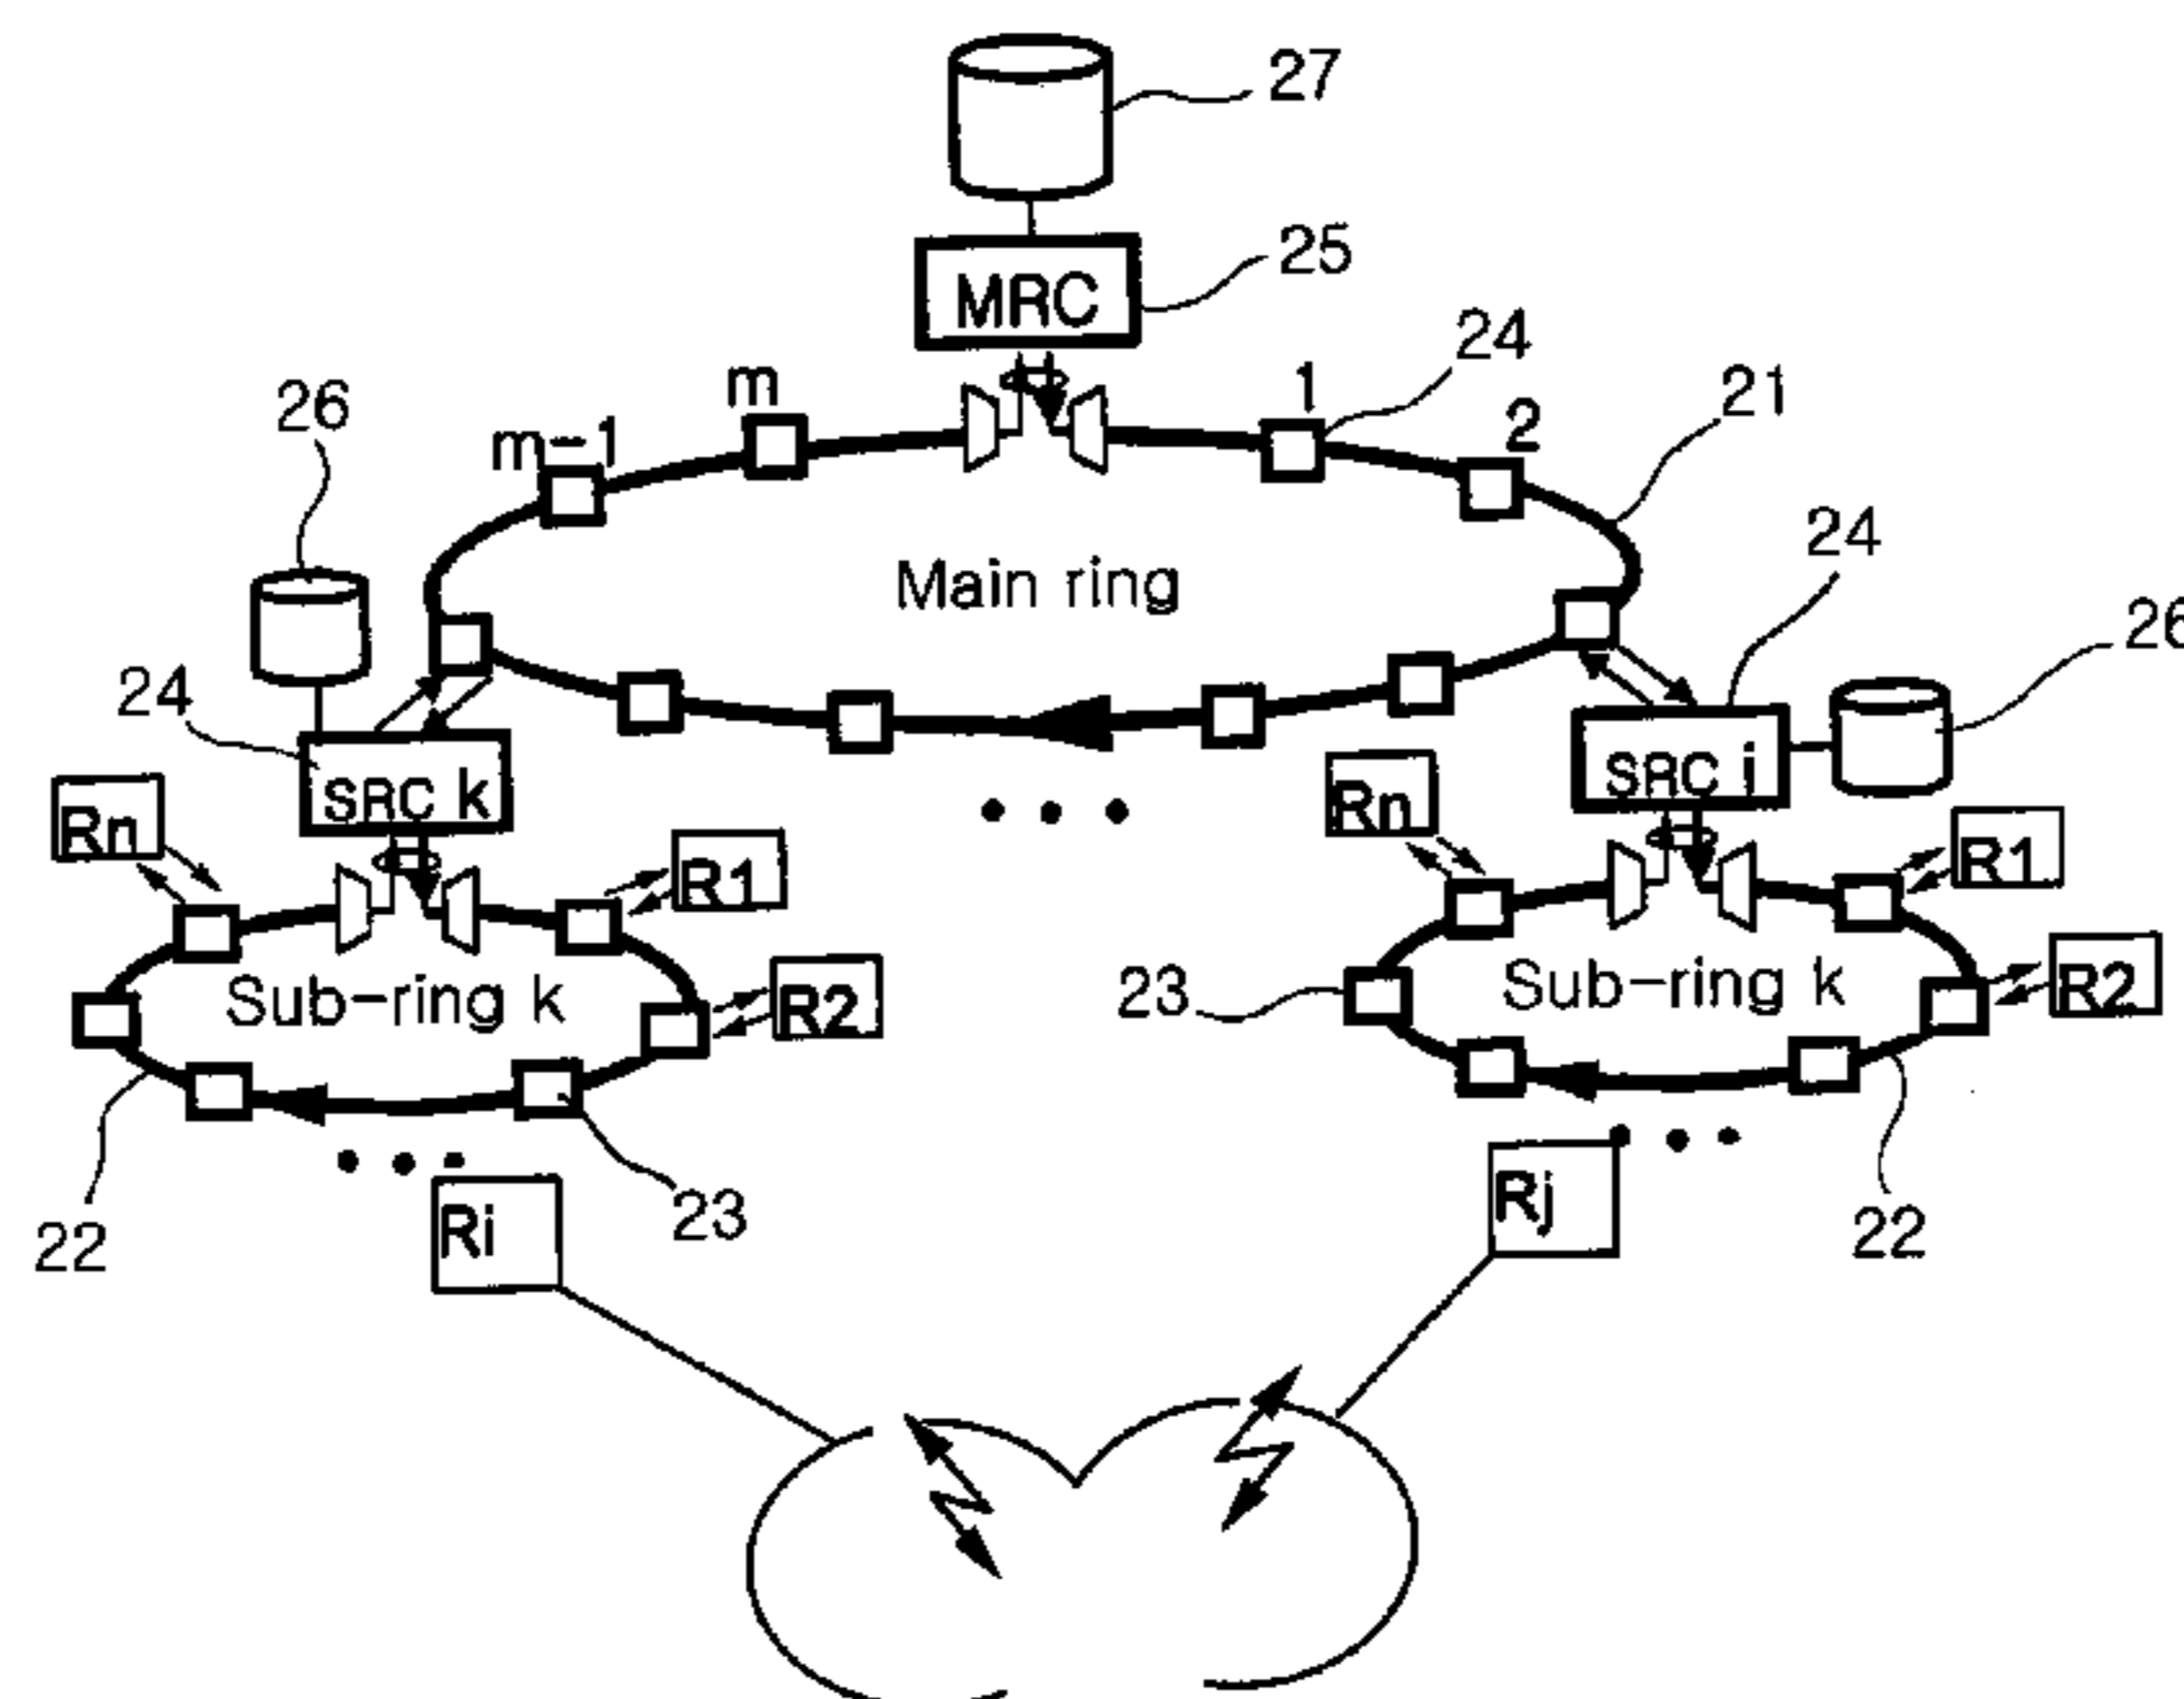 27
25
MRC
24
1
m
21
26
2
m-1
24
Main ring
26
24
SRC k
SRC i
Rn
Rn
R1
R1
R2
R2
Sub-ring k
Sub-ring k
23
23
22
22
Ri
Rj